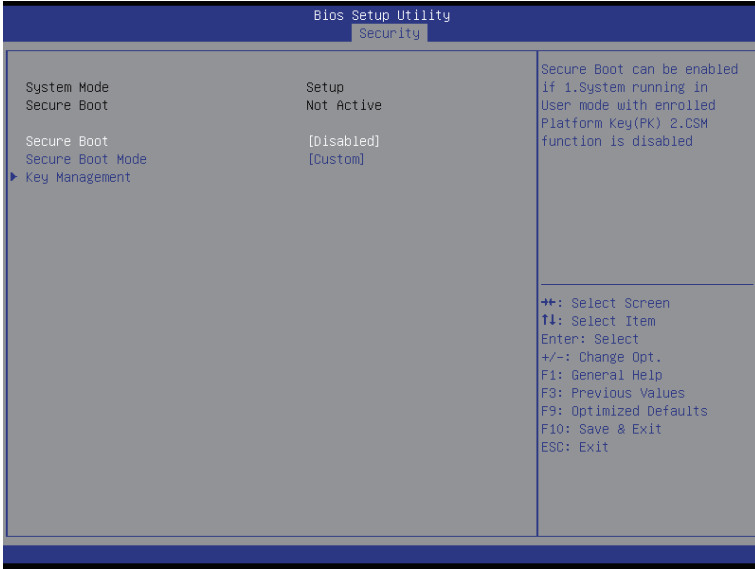 Bios Setup Utility
Security
System Mode Setup
Secure Boot Not Active
Secure Boot [Disabled]
Secure Boot Mode [Custom]
Key Management
Secure Boot can be enabled
if 1.System running in
User mode with enrolled
Platform Key(PK) 2.CSM
function is disabled
→←: Select Screen
↑↓: Select Item
Enter: Select
+/-: Change Opt.
F1: General Help
F3: Previous Values
F9: Optimized Defaults
F10: Save & Exit
ESC: Exit